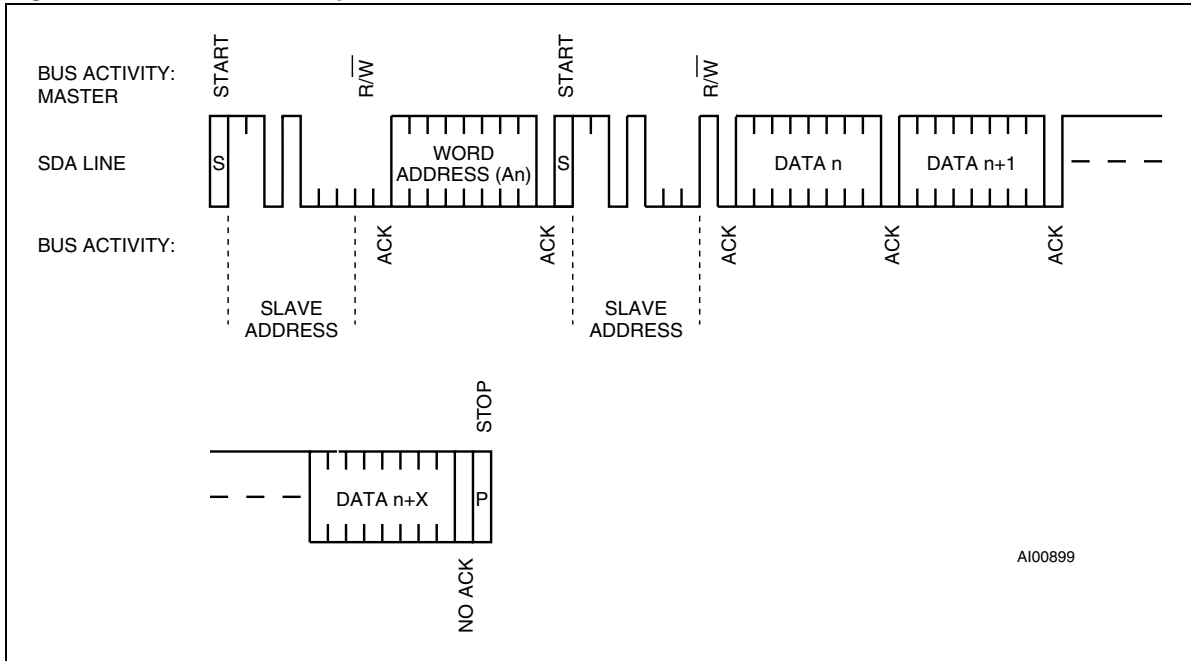 START
R/W
START
R/W
BUS ACTIVITY:
MASTER
SDA LINE
S
WORD
ADDRESS (An)
S
DATA n
DATA n+1
BUS ACTIVITY:
ACK
ACK
ACK
ACK
ACK
SLAVE
ADDRESS
SLAVE
ADDRESS
STOP
DATA n+X
P
NO ACK
AI00899